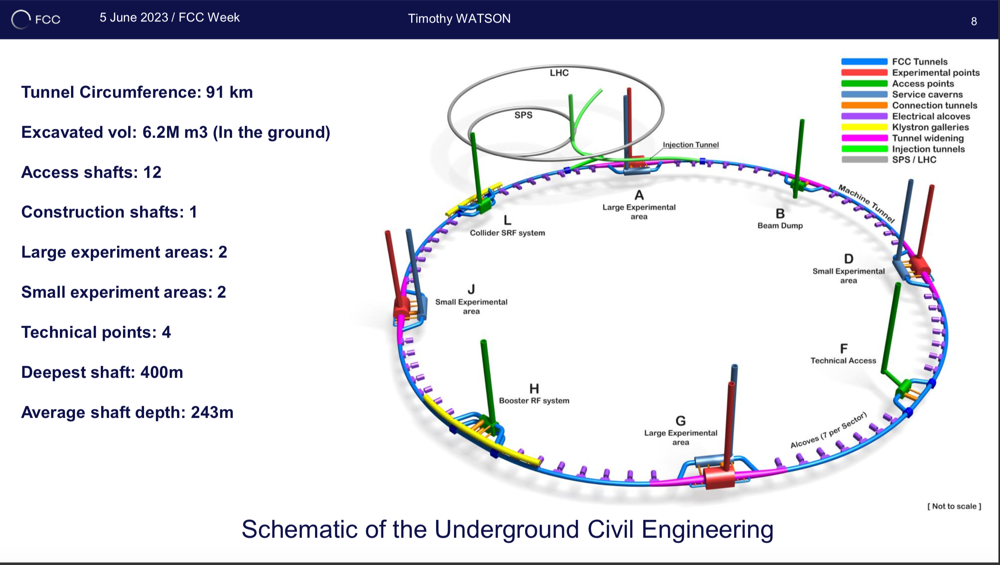 FCC
5 June 2023 / FCC Week
Timothy WATSON
8
Tunnel Circumference: 91 km
Excavated vol: 6.2M m3 (In the ground)
Access shafts: 12
Construction shafts: 1
Large experiment areas: 2
Small experiment areas: 2
Technical points: 4
Deepest shaft: 400m
Average shaft depth: 243m
LHC
SPS
Injection Tunnel
FCC Tunnels
Experimental points
Access points
Service caverns
Connection tunnels
Electrical alcoves
Klystron galleries
Tunnel widening
Injection tunnels
SPS / LHC
A
Large Experimental
area
B
Beam Dump
Machine Tunnel
L
Collider SRF system
D
Small Experimental
area
J
Small Experimental
area
F
Technical Access
H
Booster RF system
G
Large Experimental
area
Alcoves (7 per Sector)
[ Not to scale ]
Schematic of the Underground Civil Engineering